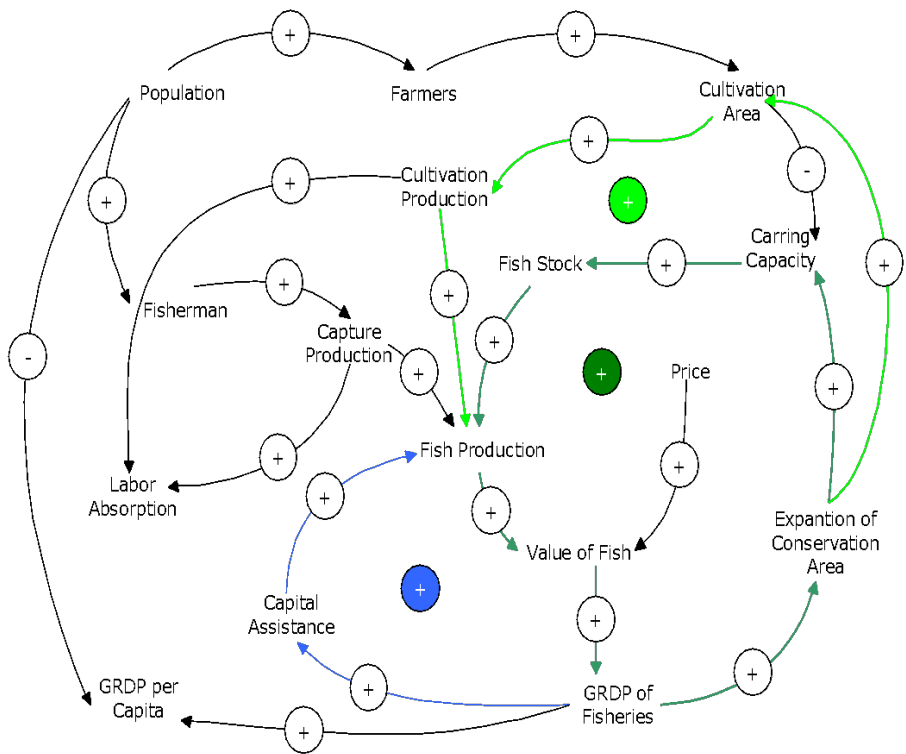 +
+
Population
Farmers
Cultivation
Area
+
+
Cultivation
Production
+
-
+
+
Carring
Capacity
Fish Stock
+
+
+
+
Fisherman
Capture
Production
+
-
+
+
Price
+
+
Fish Production
+
+
Labor
Absorption
+
+
Expantion of
Conservation
Area
Value of Fish
+
Capital
Assistance
+
+
+
GRDP per
Capita
GRDP of
Fisheries
+